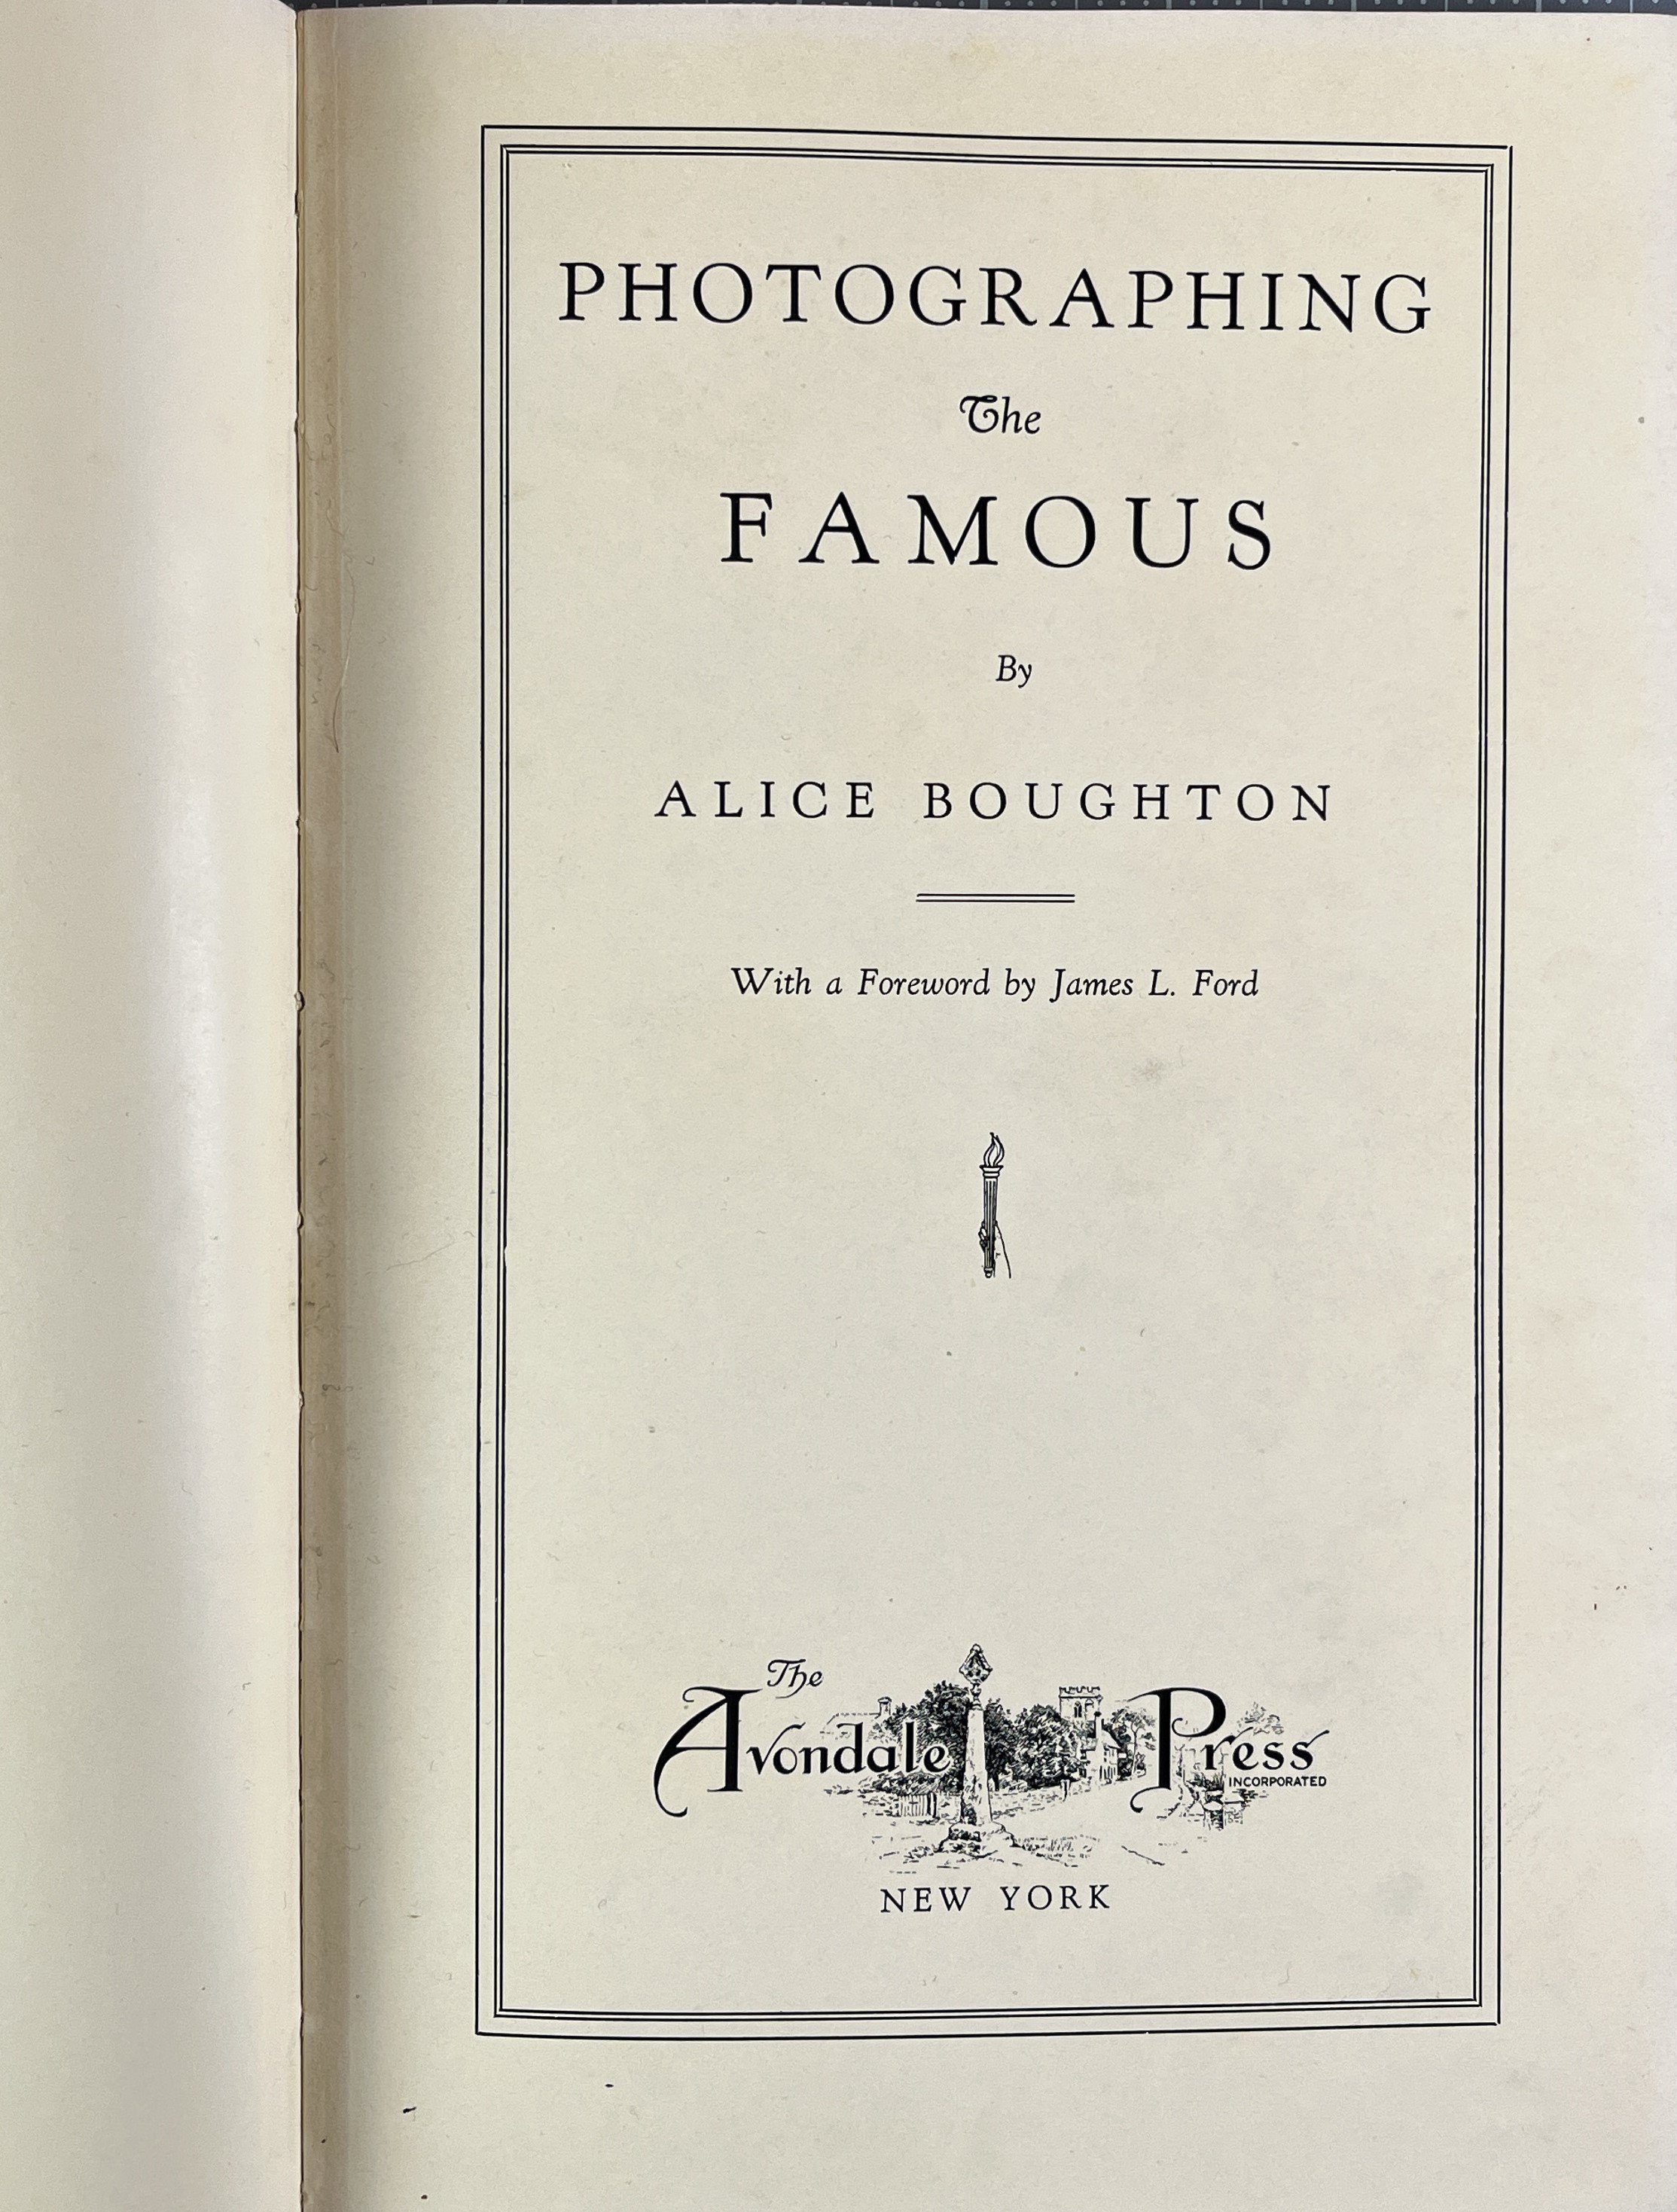 PHOTOGRAPHING
The
FAMOUS
By
ALICE BOUGHTON
With a Foreword by James L. Ford
The
Avondale Press
INCORPORATED
NEW YORK